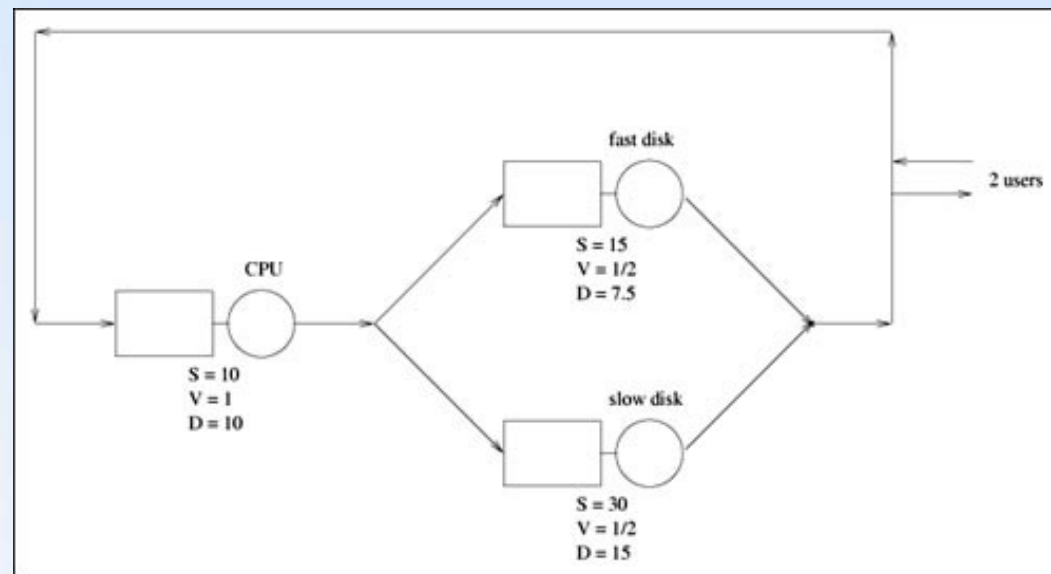 fast disk
2 users
S = 15
V = 1/2
D = 7.5
CPU
S = 10
V = 1
D = 10
slow disk
S = 30
V = 1/2
D = 15